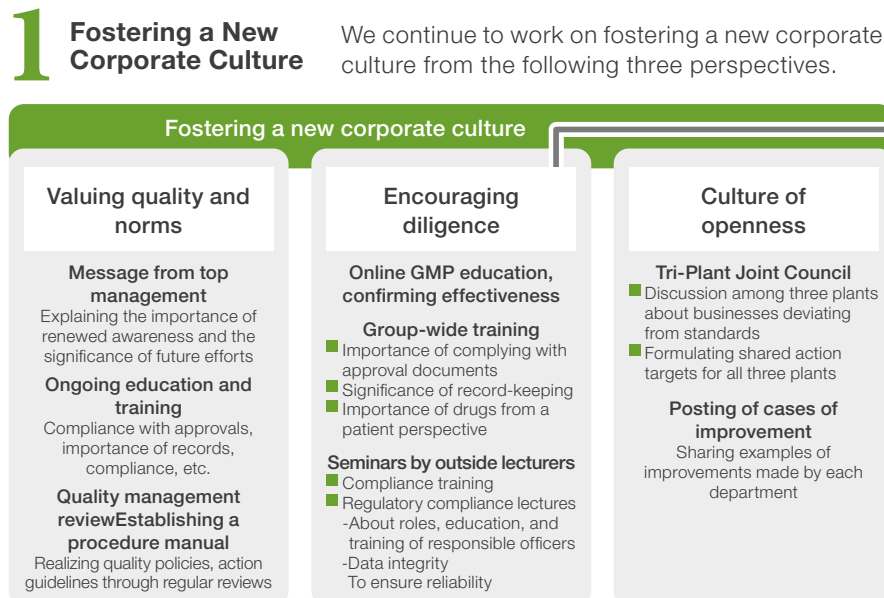 1
Fostering a New
Corporate Culture
We continue to work on fostering a new corporate
culture from the following three perspectives.
Fostering a new corporate culture
Valuing quality and
norms
Message from top
management
Explaining the importance of
renewed awareness and the
significance of future efforts
Ongoing education and
training
Compliance with approvals,
importance of records,
compliance, etc.
Quality management
reviewEstablishing a
procedure manual
Realizing quality policies, action
guidelines through regular reviews
Encouraging
diligence
Online GMP education,
confirming effectiveness
Group-wide training
Importance of complying with
approval documents
Significance of record-keeping
Importance of drugs from a
patient perspective
Seminars by outside lecturers
Compliance training
Regulatory compliance lectures
-About roles, education, and
training of responsible officers
-Data integrity
To ensure reliability
Culture of
openness
Tri-Plant Joint Council
Discussion among three plants
about businesses deviating
from standards
Formulating shared action
targets for all three plants
Posting of cases of
improvement
Sharing examples of
improvements made by each
department